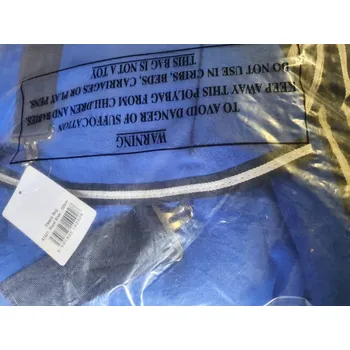 WARNING
TO AVOID DANGER OF SUFFOCATION
KEEP AWAY THIS POLYBAG FROM CHILDREN AND BABIES.
DO NOT USE IN CRIBS, BEDS, CARRIAGES OR PLAY PENS.
THIS BAG IS NOT A TOY